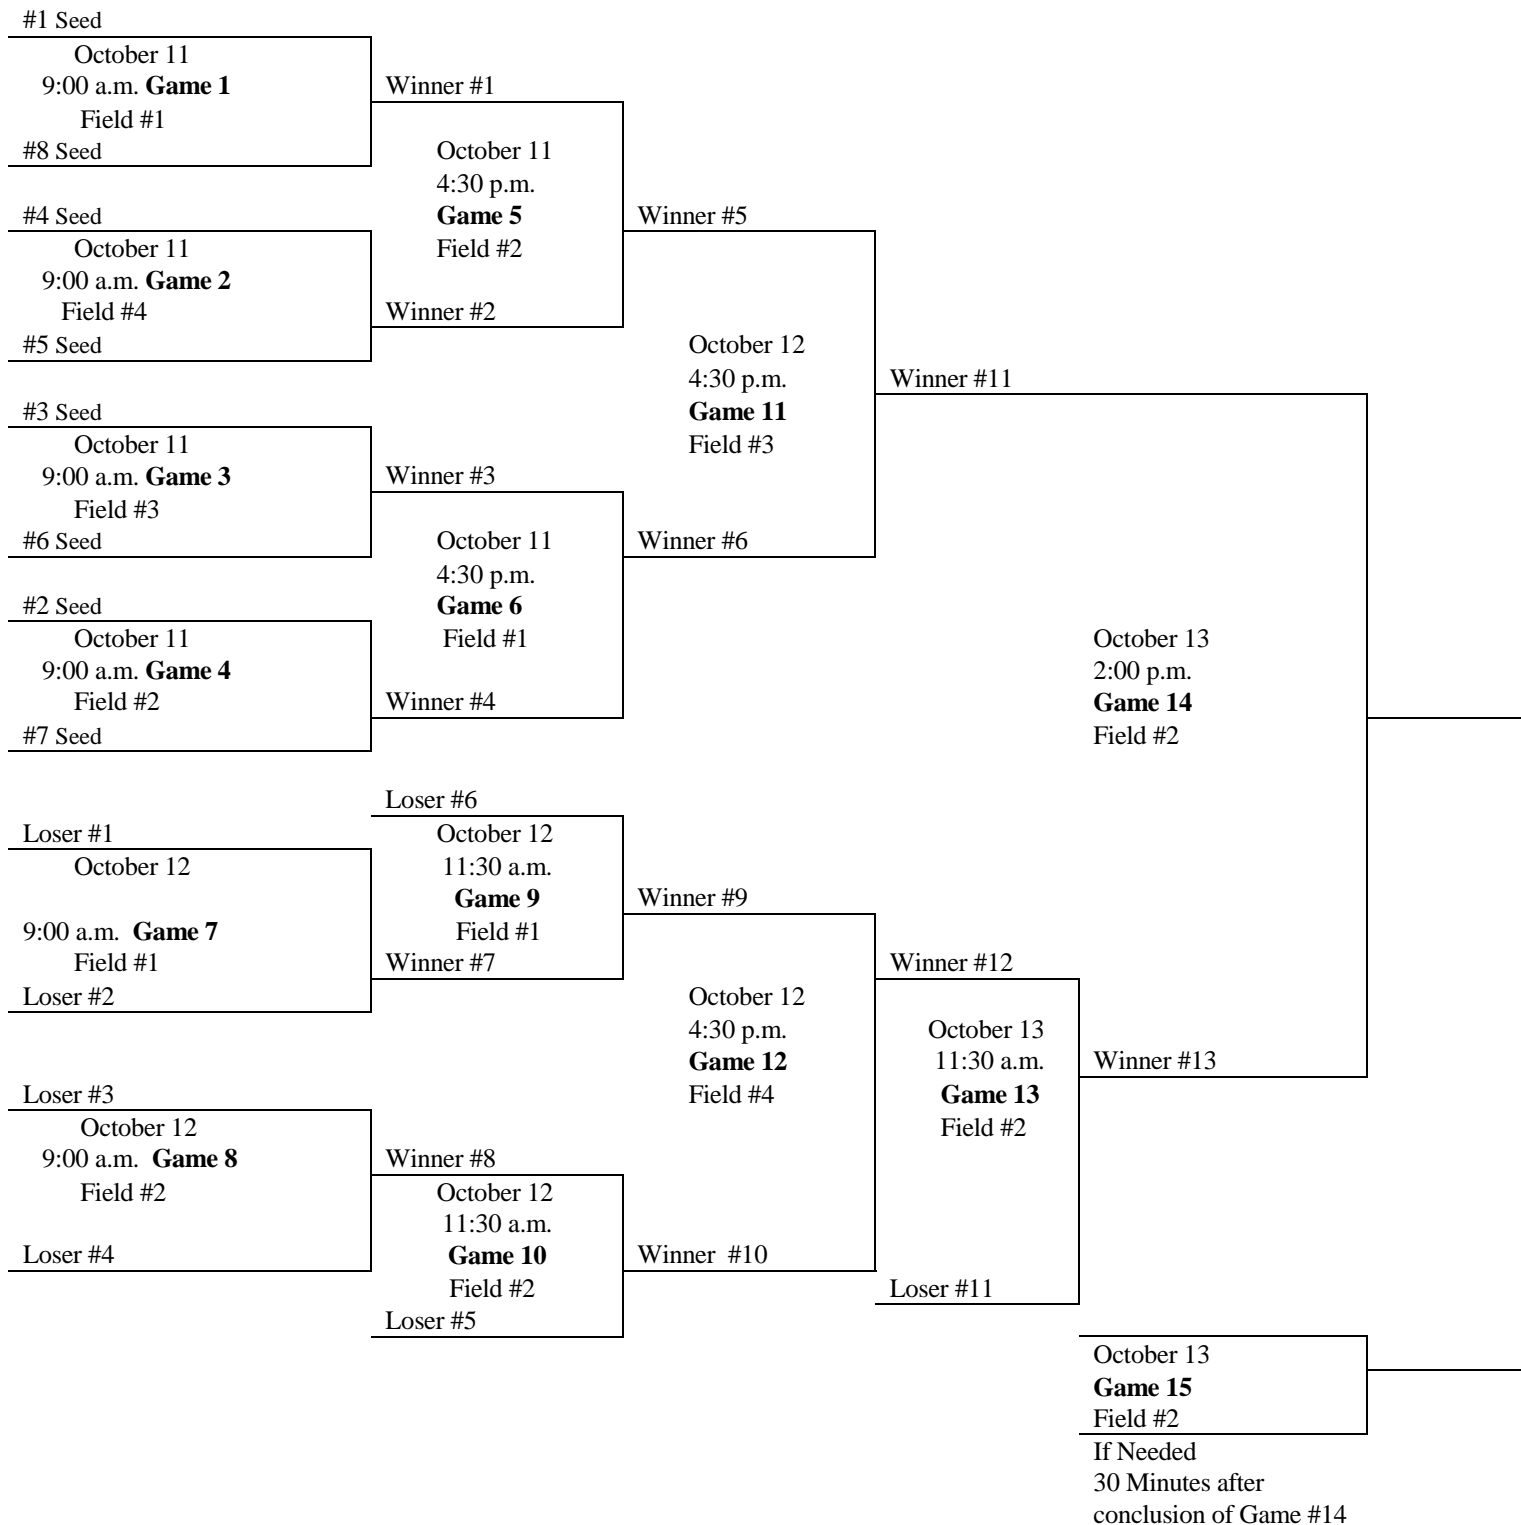 #1 Seed
October 11
9:00 a.m. Game 1
Field #1
#8 Seed
#4 Seed
October 11
9:00 a.m. Game 2
Field #4
#5 Seed
#3 Seed
October 11
9:00 a.m. Game 3
Field #3
#6 Seed
#2 Seed
October 11
9:00 a.m. Game 4
Field #2
#7 Seed
Winner #1
October 11
4:30 p.m.
Game 5
Field #2
Winner #2
Winner #3
October 11
4:30 p.m.
Game 6
Field #1
Winner #4
Winner #5
October 12
4:30 p.m.
Game 11
Field #3
Winner #6
Winner #11
October 13
2:00 p.m.
Game 14
Field #2
Loser #1
October 12
9:00 a.m. Game 7
Field #1
Loser #2
Loser #3
October 12
9:00 a.m. Game 8
Field #2
Loser #4
Loser #6
October 12
11:30 a.m.
Game 9
Field #1
Winner #7
Winner #8
October 12
11:30 a.m.
Game 10
Field #2
Loser #5
Winner #9
October 12
4:30 p.m.
Game 12
Field #4
Winner #10
Winner #12
October 13
11:30 a.m.
Game 13
Field #2
Loser #11
Winner #13
October 13
Game 15
Field #2
If Needed
30 Minutes after
conclusion of Game #14